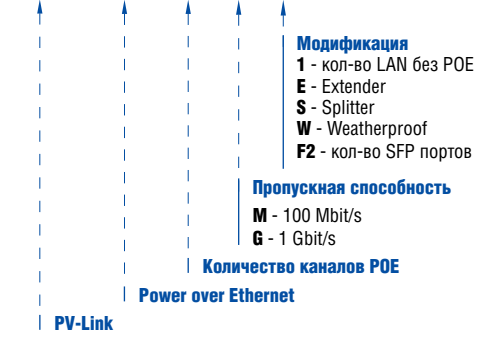 Модификация
1 - кол-во LAN без POE
E - Extender
S - Splitter
W - Weatherproof
F2 - кол-во SFP портов
Пропускная способность
M - 100 Mbit/s
G - 1 Gbit/s
Количество каналов POE
Power over Ethernet
PV-Link